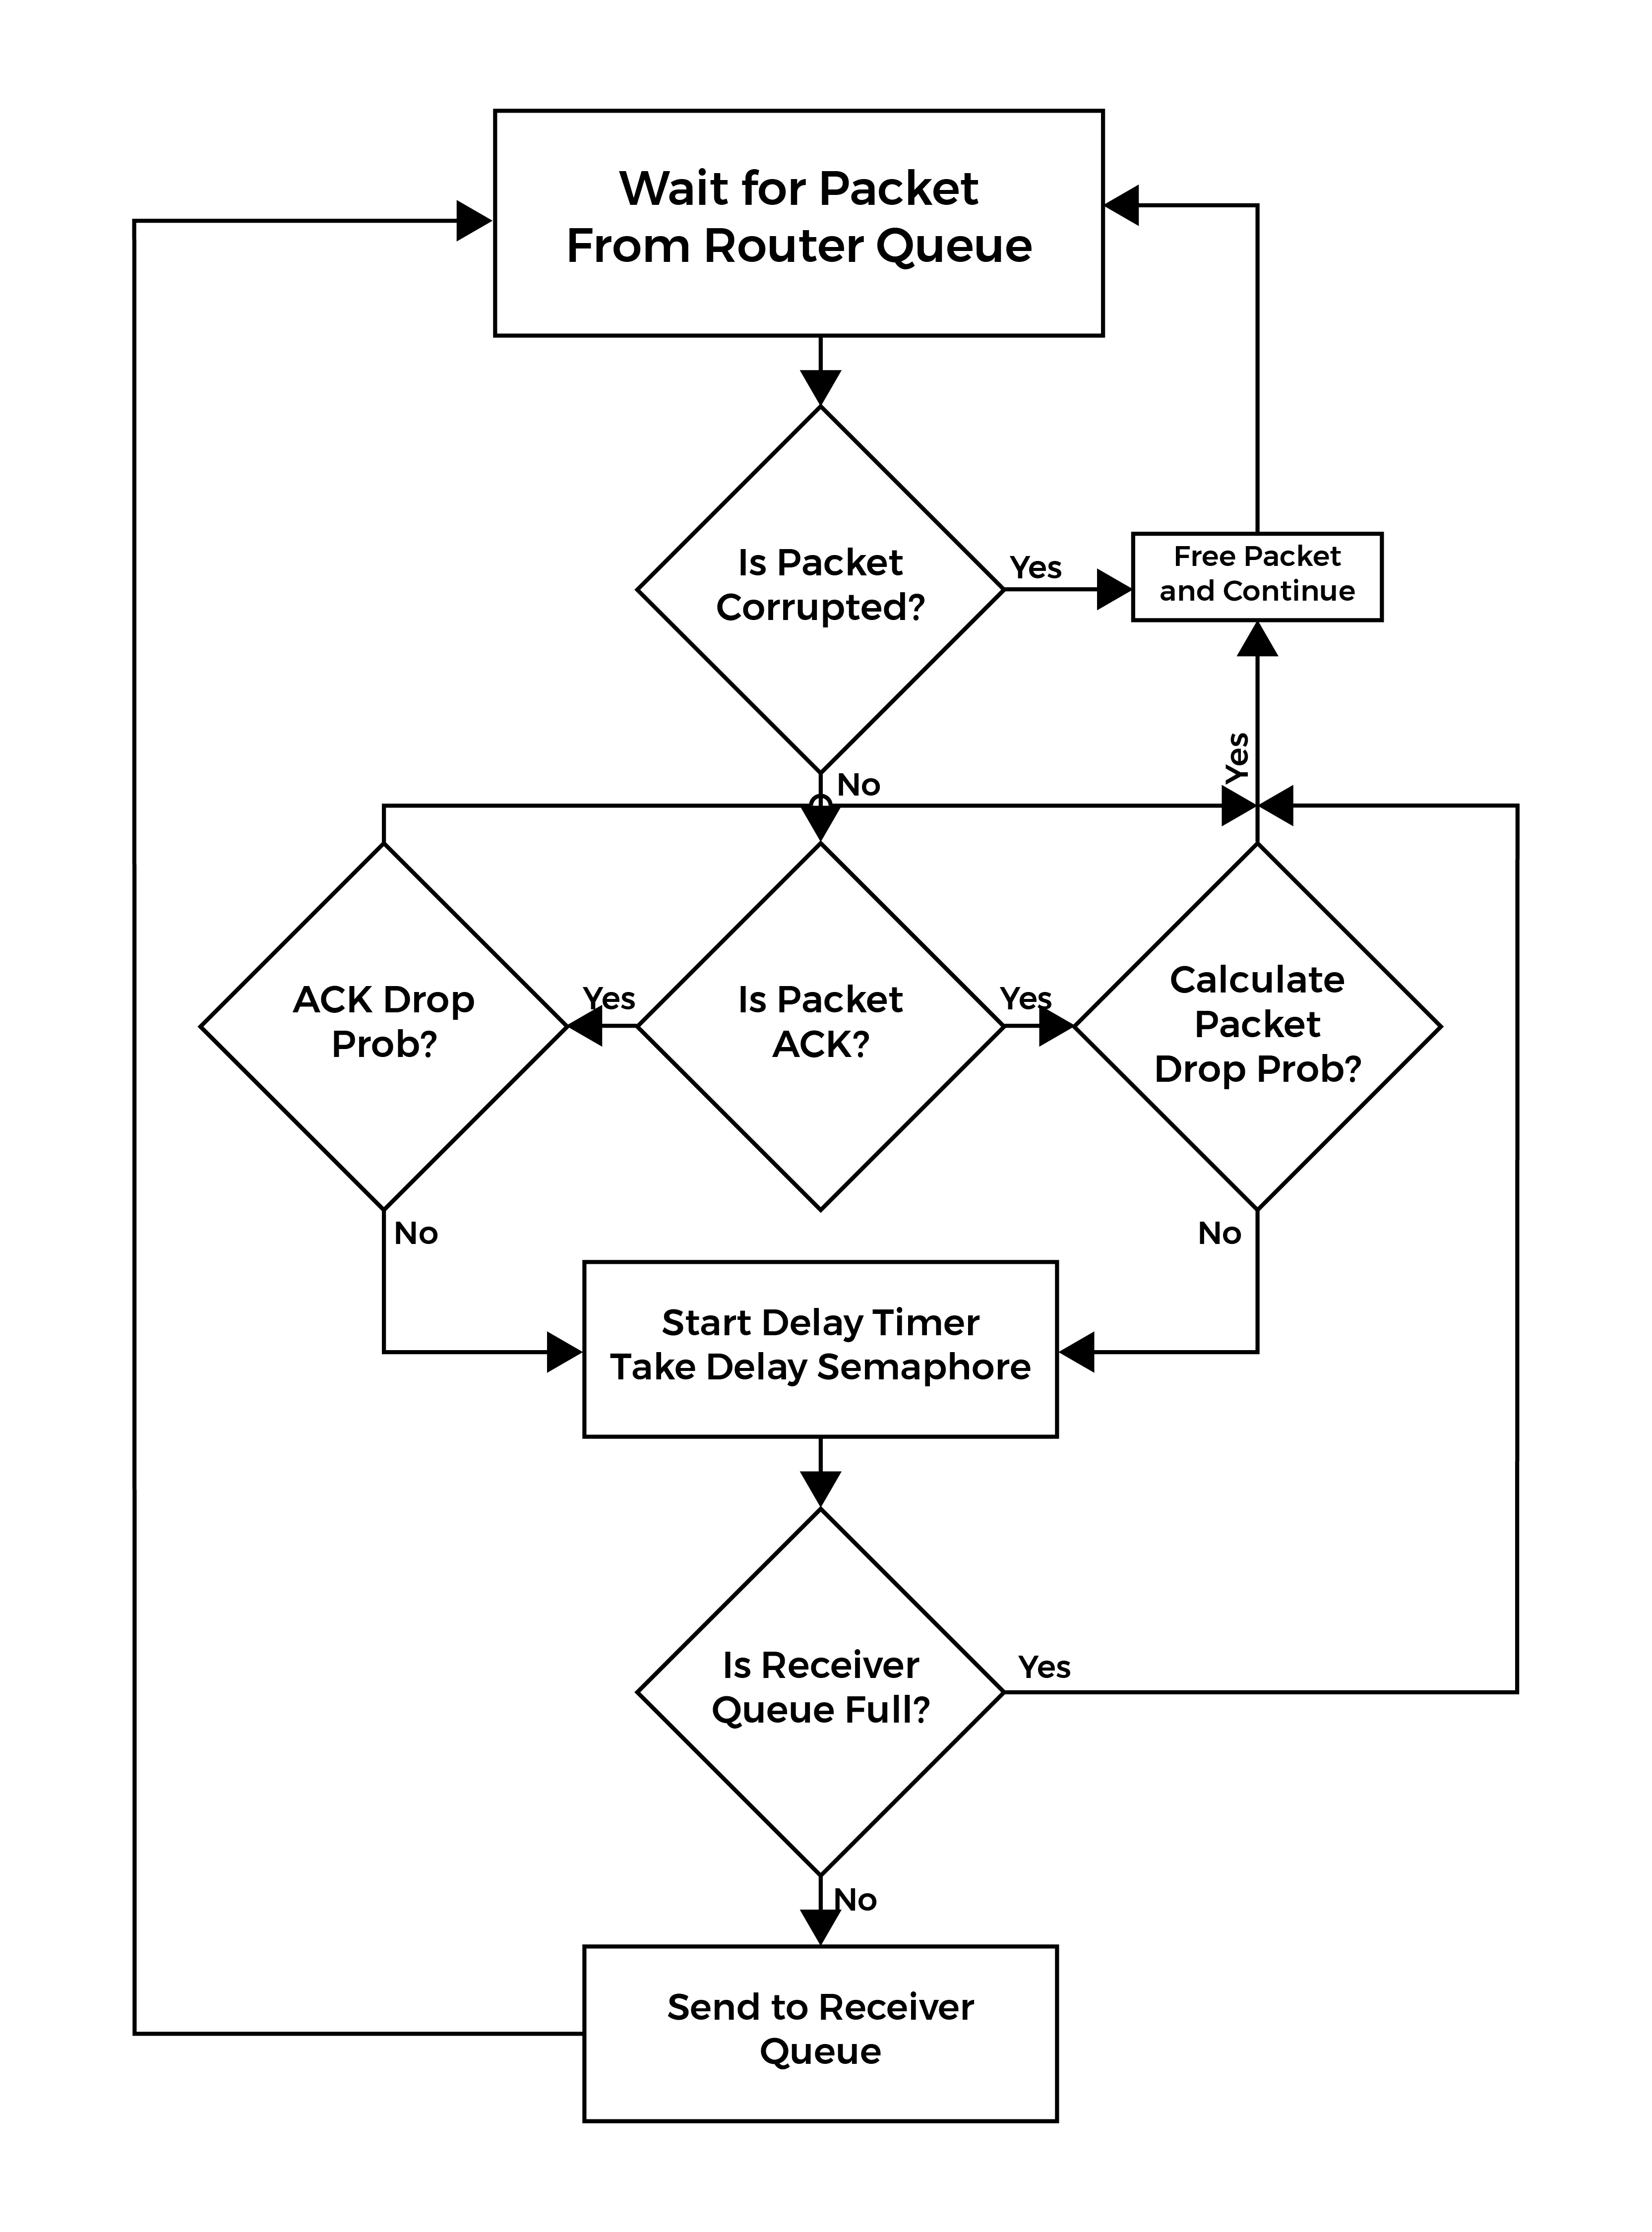 Wait for Packet
From Router Queue
Is Packet
Corrupted?
Yes
Free Packet
and Continue
No
Yes
ACK Drop
Prob?
Yes
Is Packet
ACK?
Yes
Calculate
Packet
Drop Prob?
No
No
Start Delay Timer
Take Delay Semaphore
Is Receiver
Queue Full?
Yes
No
Send to Receiver
Queue